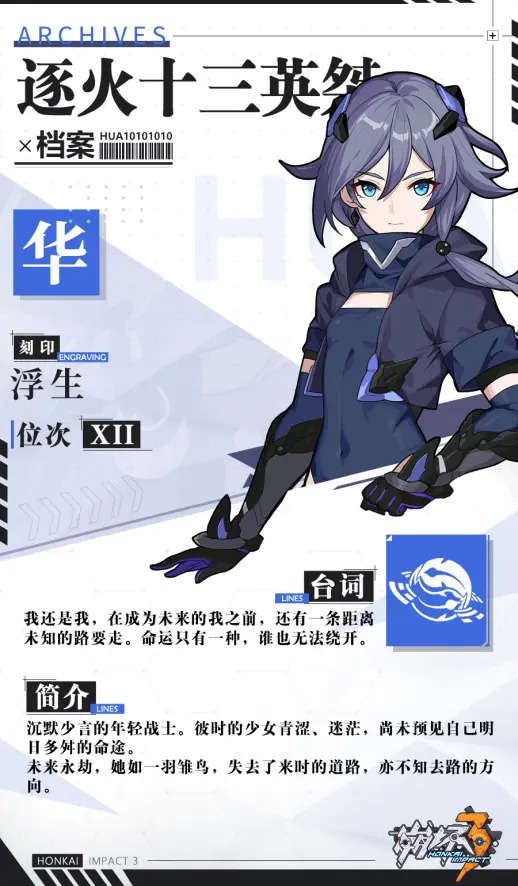 ARCHIVES
逐火十三英桀
×档案 HUA10101010
华
刻印
ENGRAVING
浮生
位次 XII
HUA
LINES 台词
我还是我，在成为未来的我之前，还有一条距离
未知的路要走。命运只有一种，谁也无法绕开。
简介
LINES
沉默少言的年轻战士。彼时的少女青涩、迷茫，尚未预见自己明
日多舛的命途。
未来永劫，她如一羽雏鸟，失去了来时的道路，亦不知去路的方
向。
HONKAI IMPACT 3
崩坏3
HONKAI
IMPACT